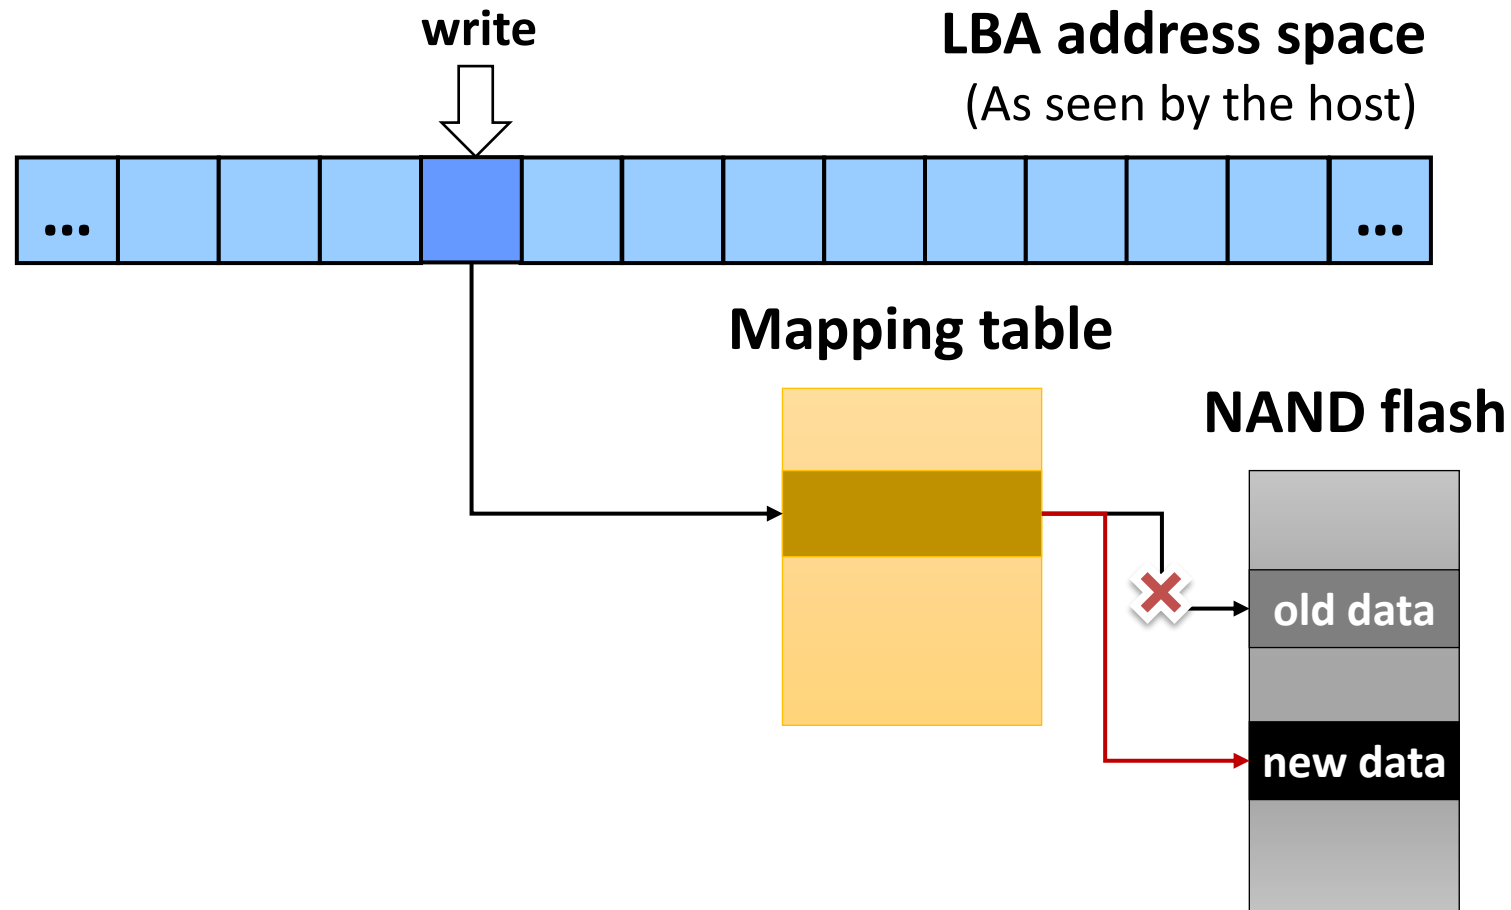 write
LBA address space
(As seen by the host)
...
...
Mapping table
NAND flash
old data
new data